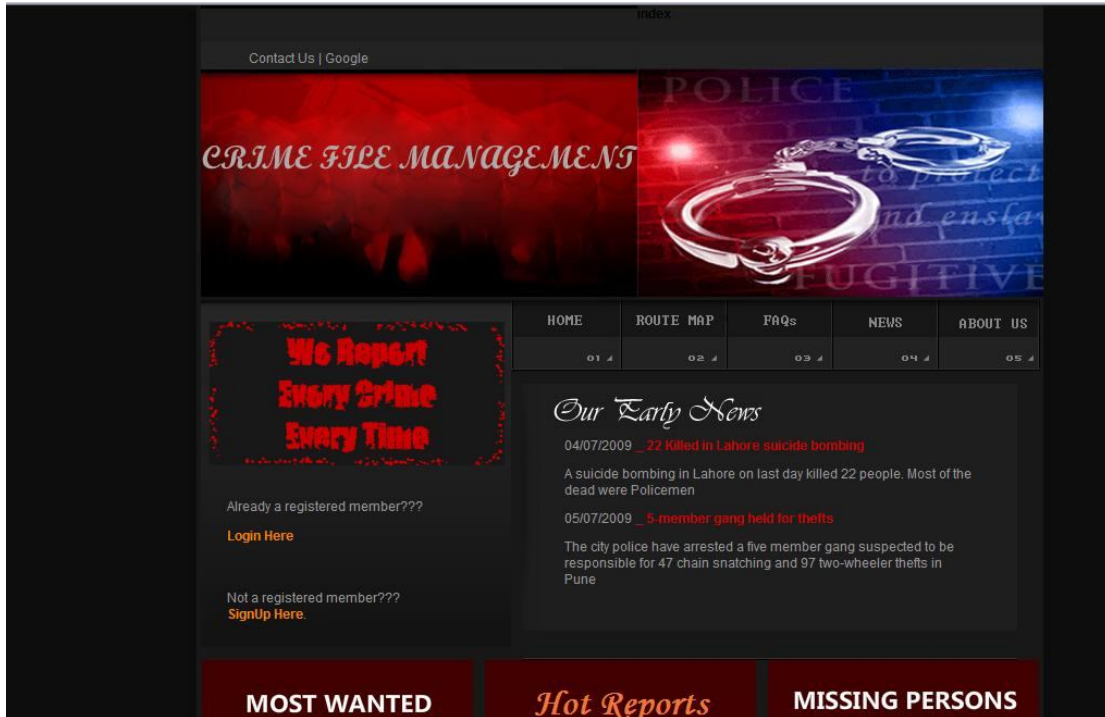 index
Contact Us | Google
CRIME FILE MANAGEMENT
POLICE
to protect
and ensla
FUGITIVE
HOME ROUTE MAP FAQs NEWS ABOUT US
01 02 03 04 05
We Report
Every Crime
Every Time
Our Early News
04/07/2009 _ 22 Killed in Lahore suicide bombing
A suicide bombing in Lahore on last day killed 22 people. Most of the
dead were Policemen
05/07/2009 _ 5-member gang held for thefts
The city police have arrested a five member gang suspected to be
responsible for 47 chain snatching and 97 two-wheeler thefts in
Pune
Already a registered member???
Login Here
Not a registered member???
SignUp Here.
MOST WANTED
Hot Reports
MISSING PERSONS